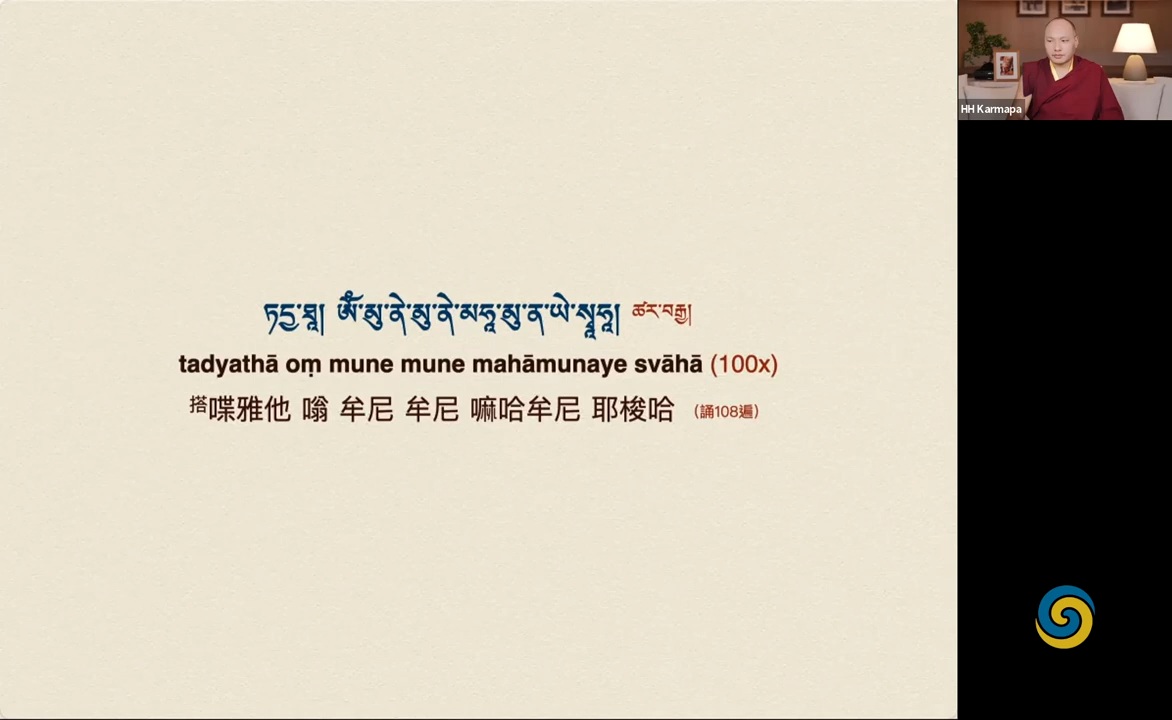 HH Karmapa
ཏདྱ་ཐཱ། ཨོཾ་མུ་ནེ་མུ་ནེ་མཧཱ་མུ་ན་ཡེ་སྭཱཧཱ། ཚར་བརྒྱ།
tadyathā oṃ mune mune mahāmunaye svāhā (100x)
搭喋雅他 嗡 牟尼 牟尼 嘛哈牟尼 耶梭哈 (誦108遍)